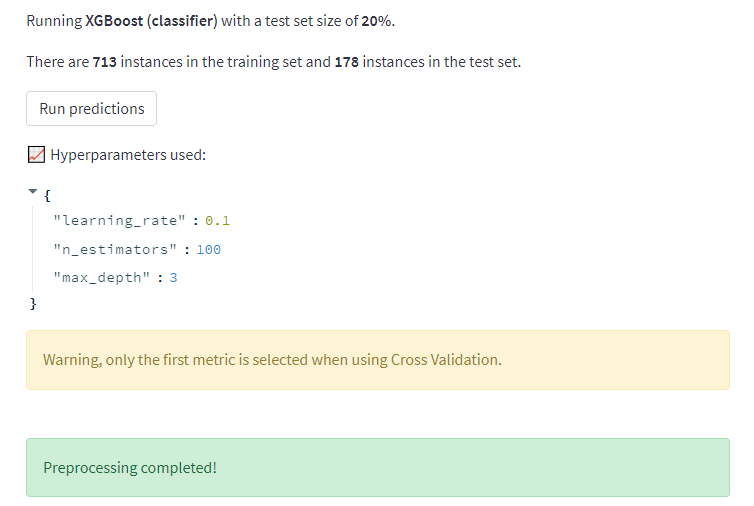 Running XGBoost (classifier) with a test set size of 20%.
There are 713 instances in the training set and 178 instances in the test set.
Run predictions
Hyperparameters used:
{
"learning_rate" : 0.1
"n_estimators" : 100
"max_depth" : 3
}
Warning, only the first metric is selected when using Cross Validation.
Preprocessing completed!